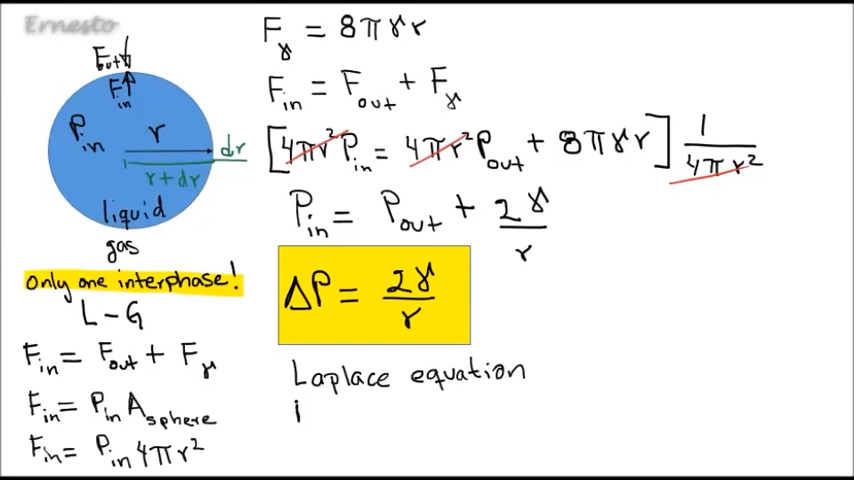 Ernesto
F_out
F_in
P_in
r
dr
r+dr
liquid
gas
only one interphase!
L-G
F_in = F_out + F_γ
F_in = P_in A_sphere
F_in = P_in 4πr²
F_γ = 8πγr
F_in = F_out + F_γ
[4πr² P_in = 4πr² P_out + 8πγr] 1/4πr²
P_in = P_out + 2γ/r
ΔP = 2γ/r
Laplace equation
i